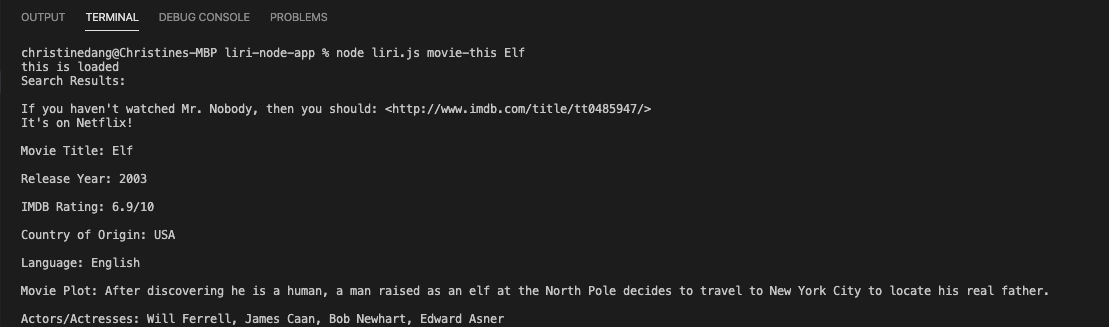 OUTPUT TERMINAL DEBUG CONSOLE PROBLEMS
christinedang@Christines-MBP liri-node-app % node liri.js movie-this Elf
this is loaded
Search Results:
If you haven't watched Mr. Nobody, then you should: <http://www.imdb.com/title/tt0485947/>
It's on Netflix!
Movie Title: Elf
Release Year: 2003
IMDB Rating: 6.9/10
Country of Origin: USA
Language: English
Movie Plot: After discovering he is a human, a man raised as an elf at the North Pole decides to travel to New York City to locate his real father.
Actors/Actresses: Will Ferrell, James Caan, Bob Newhart, Edward Asner